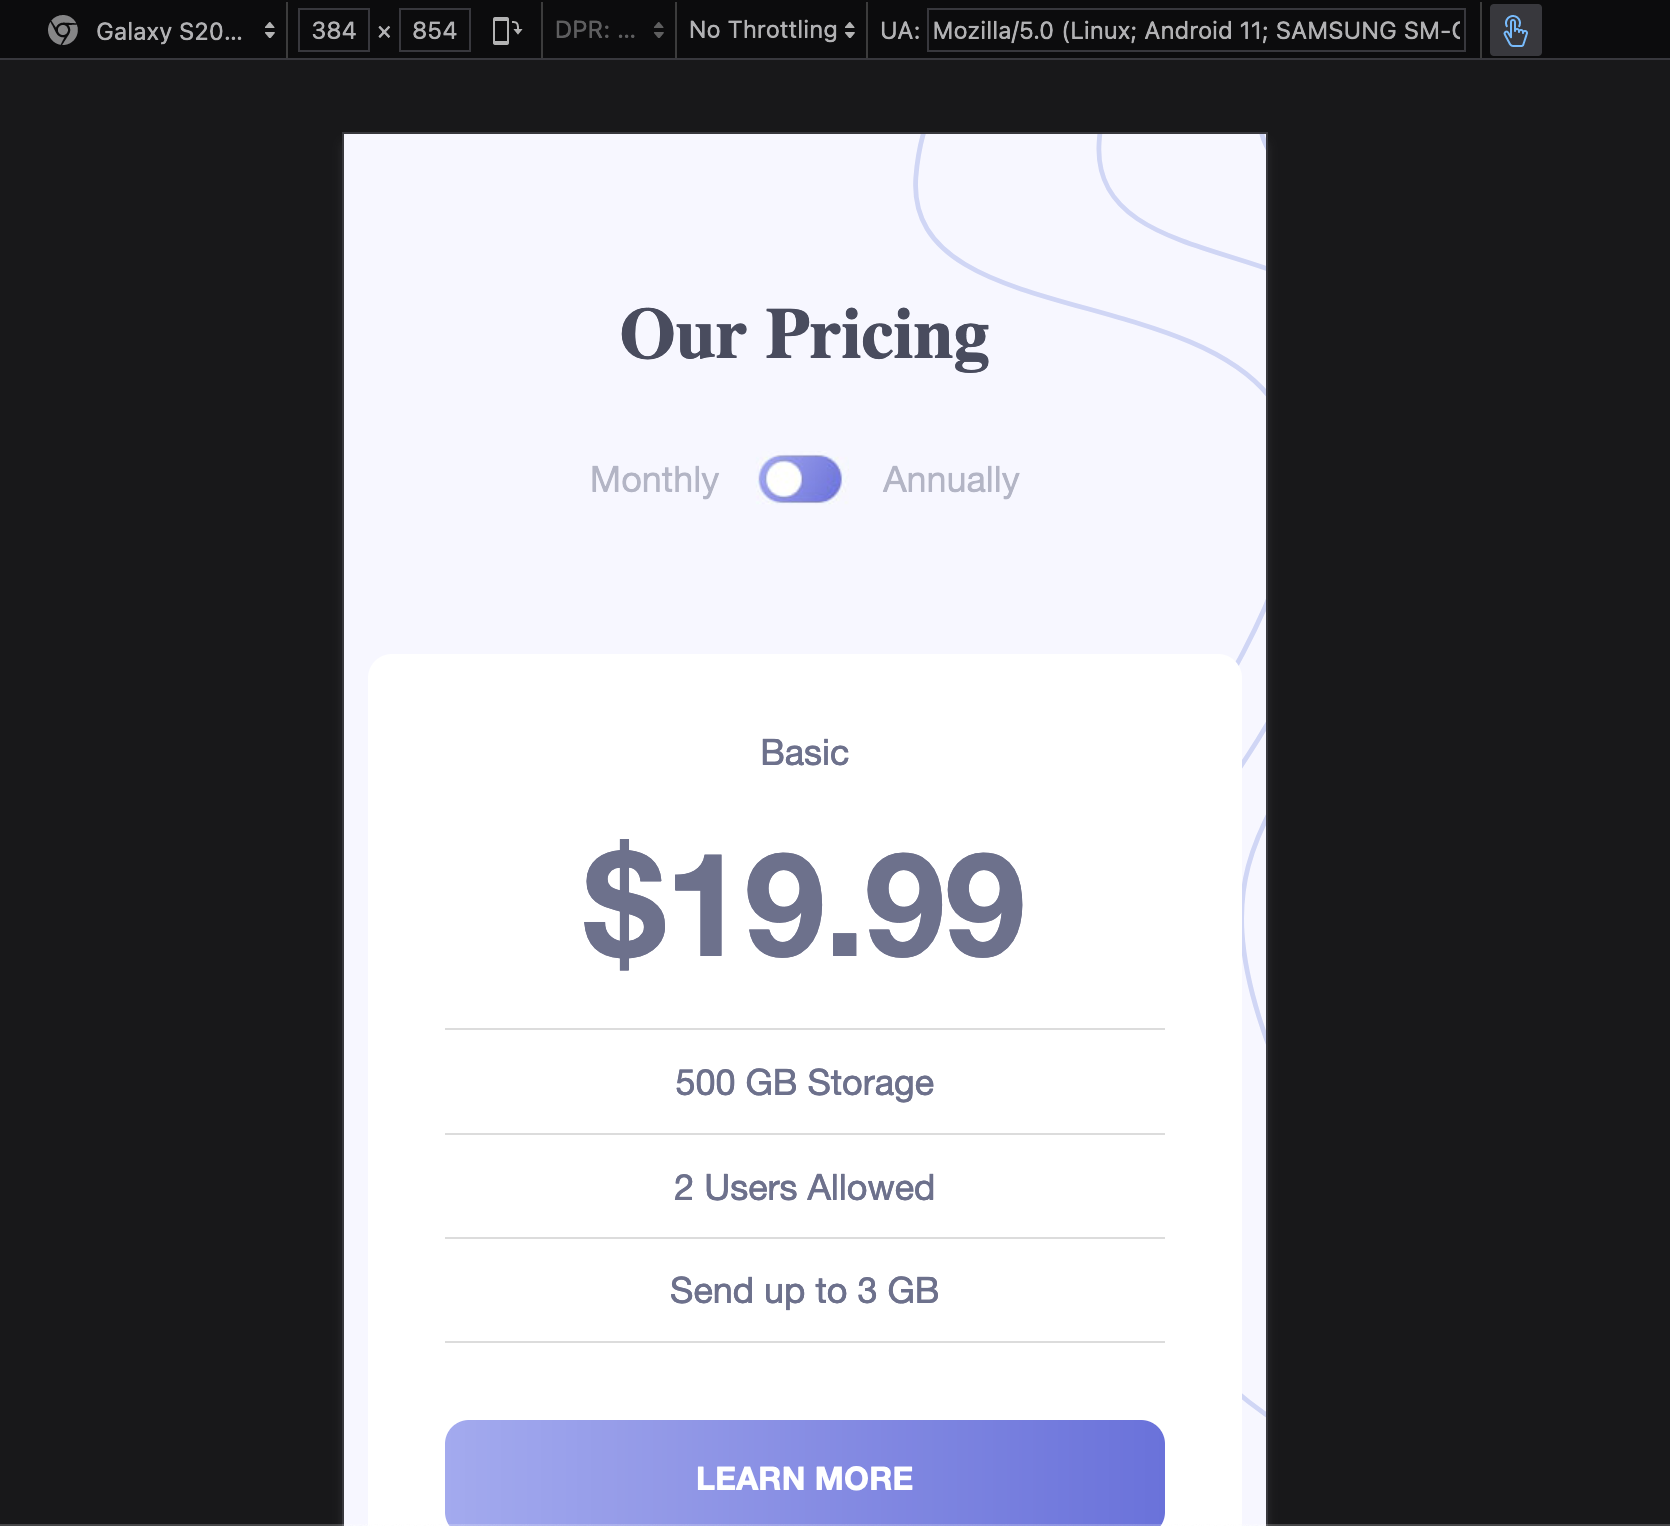 Galaxy S20... 384 × 854 DPR: ... No Throttling UA: Mozilla/5.0 (Linux; Android 11; SAMSUNG SM-
Our Pricing
Monthly Annually
Basic
$19.99
500 GB Storage
2 Users Allowed
Send up to 3 GB
LEARN MORE